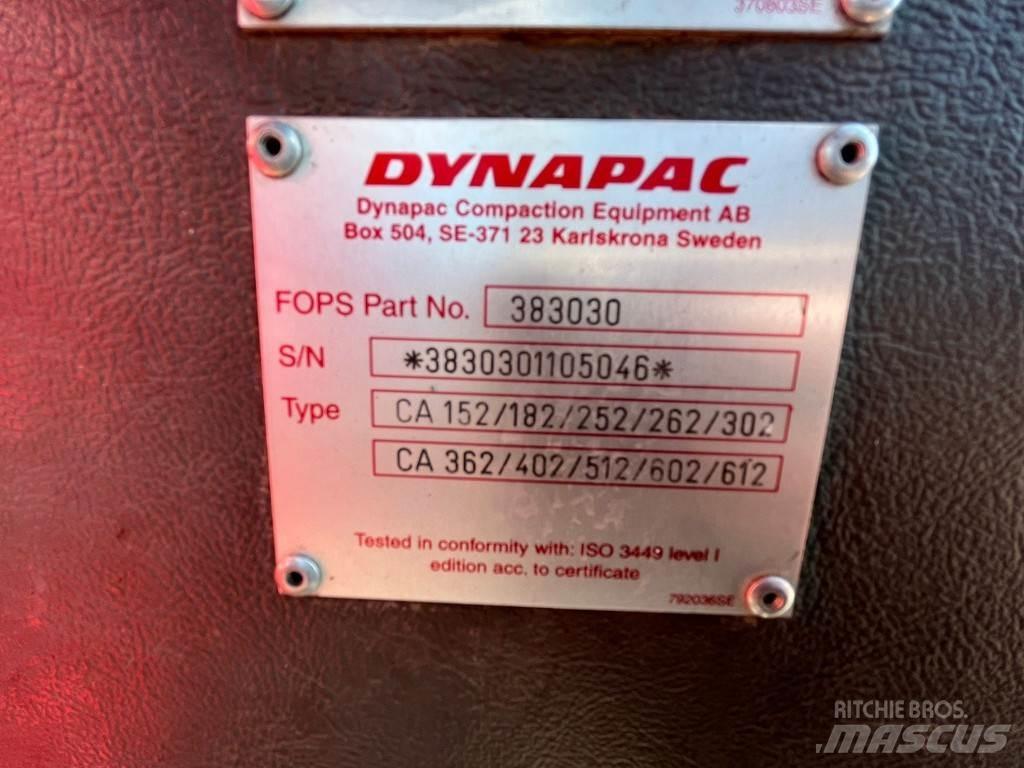 370803SE
DYNAPAC
Dynapac Compaction Equipment AB
Box 504, SE-371 23 Karlskrona Sweden
FOPS Part No. 383030
S/N *3830301105046*
Type CA 152/182/252/262/302
CA 362/402/512/602/612
Tested in conformity with: ISO 3449 level I
edition acc. to certificate
792036SE
RITCHIE BROS.
MASCUS